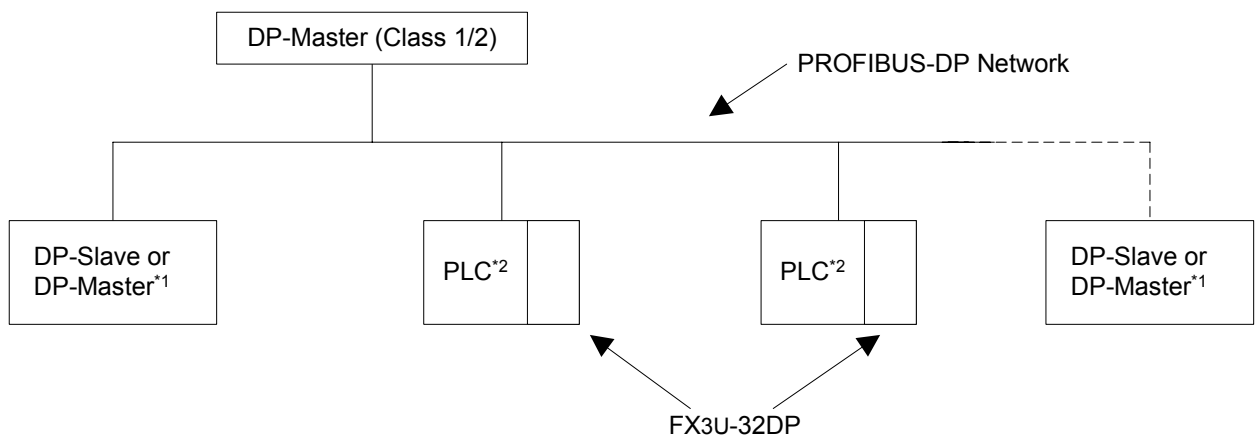 DP-Master (Class 1/2)
PROFIBUS-DP Network
DP-Slave or
DP-Master*1
PLC*2
PLC*2
DP-Slave or
DP-Master*1
FX3U-32DP